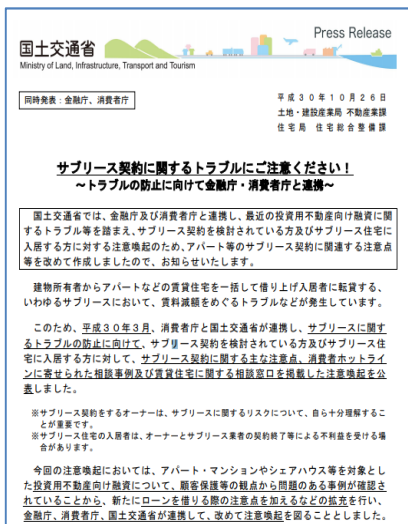 Press Release
国土交通省
Ministry of Land, Infrastructure, Transport and Tourism
同時発表：金融庁、消費者庁
平成３０年１０月２６日
土地・建設産業局 不動産業課
住宅局 住宅総合整備課
サブリース契約に関するトラブルにご注意ください！
～トラブルの防止に向けて金融庁・消費者庁と連携～
国土交通省では、金融庁及び消費者庁と連携し、最近の投資用不動産向け融資に関
するトラブル等を踏まえ、サブリース契約を検討されている方及びサブリース住宅に
入居する方に対する注意喚起のため、アパート等のサブリース契約に関連する注意点
等を改めて作成しましたので、お知らせいたします。
建物所有者からアパートなどの賃貸住宅を一括して借り上げ入居者に転貸する、
いわゆるサブリースにおいて、賃料減額をめぐるトラブルなどが発生しています。
このため、平成３０年３月、消費者庁と国土交通省が連携し、サブリースに関す
るトラブルの防止に向けて、サブリース契約を検討されている方及びサブリース住
宅に入居する方に対して、サブリース契約に関する主な注意点、消費者ホットライ
ンに寄せられた相談事例及び賃貸住宅に関する相談窓口を掲載した注意喚起を公
表しました。
※サブリース契約をするオーナーは、サブリースに関するリスクについて、自ら十分理解するこ
とが重要です。
※サブリース住宅の入居者は、オーナーとサブリース業者の契約終了等による不利益を受ける場
合があります。
今回の注意喚起においては、アパート・マンションやシェアハウス等を対象とし
た投資用不動産向け融資について、顧客保護等の観点から問題のある事例が確認さ
れていることから、新たにローンを借りる際の注意点を加えるなどの拡充を行い、
金融庁、消費者庁、国土交通省が連携して、改めて注意喚起を図ることとしました。